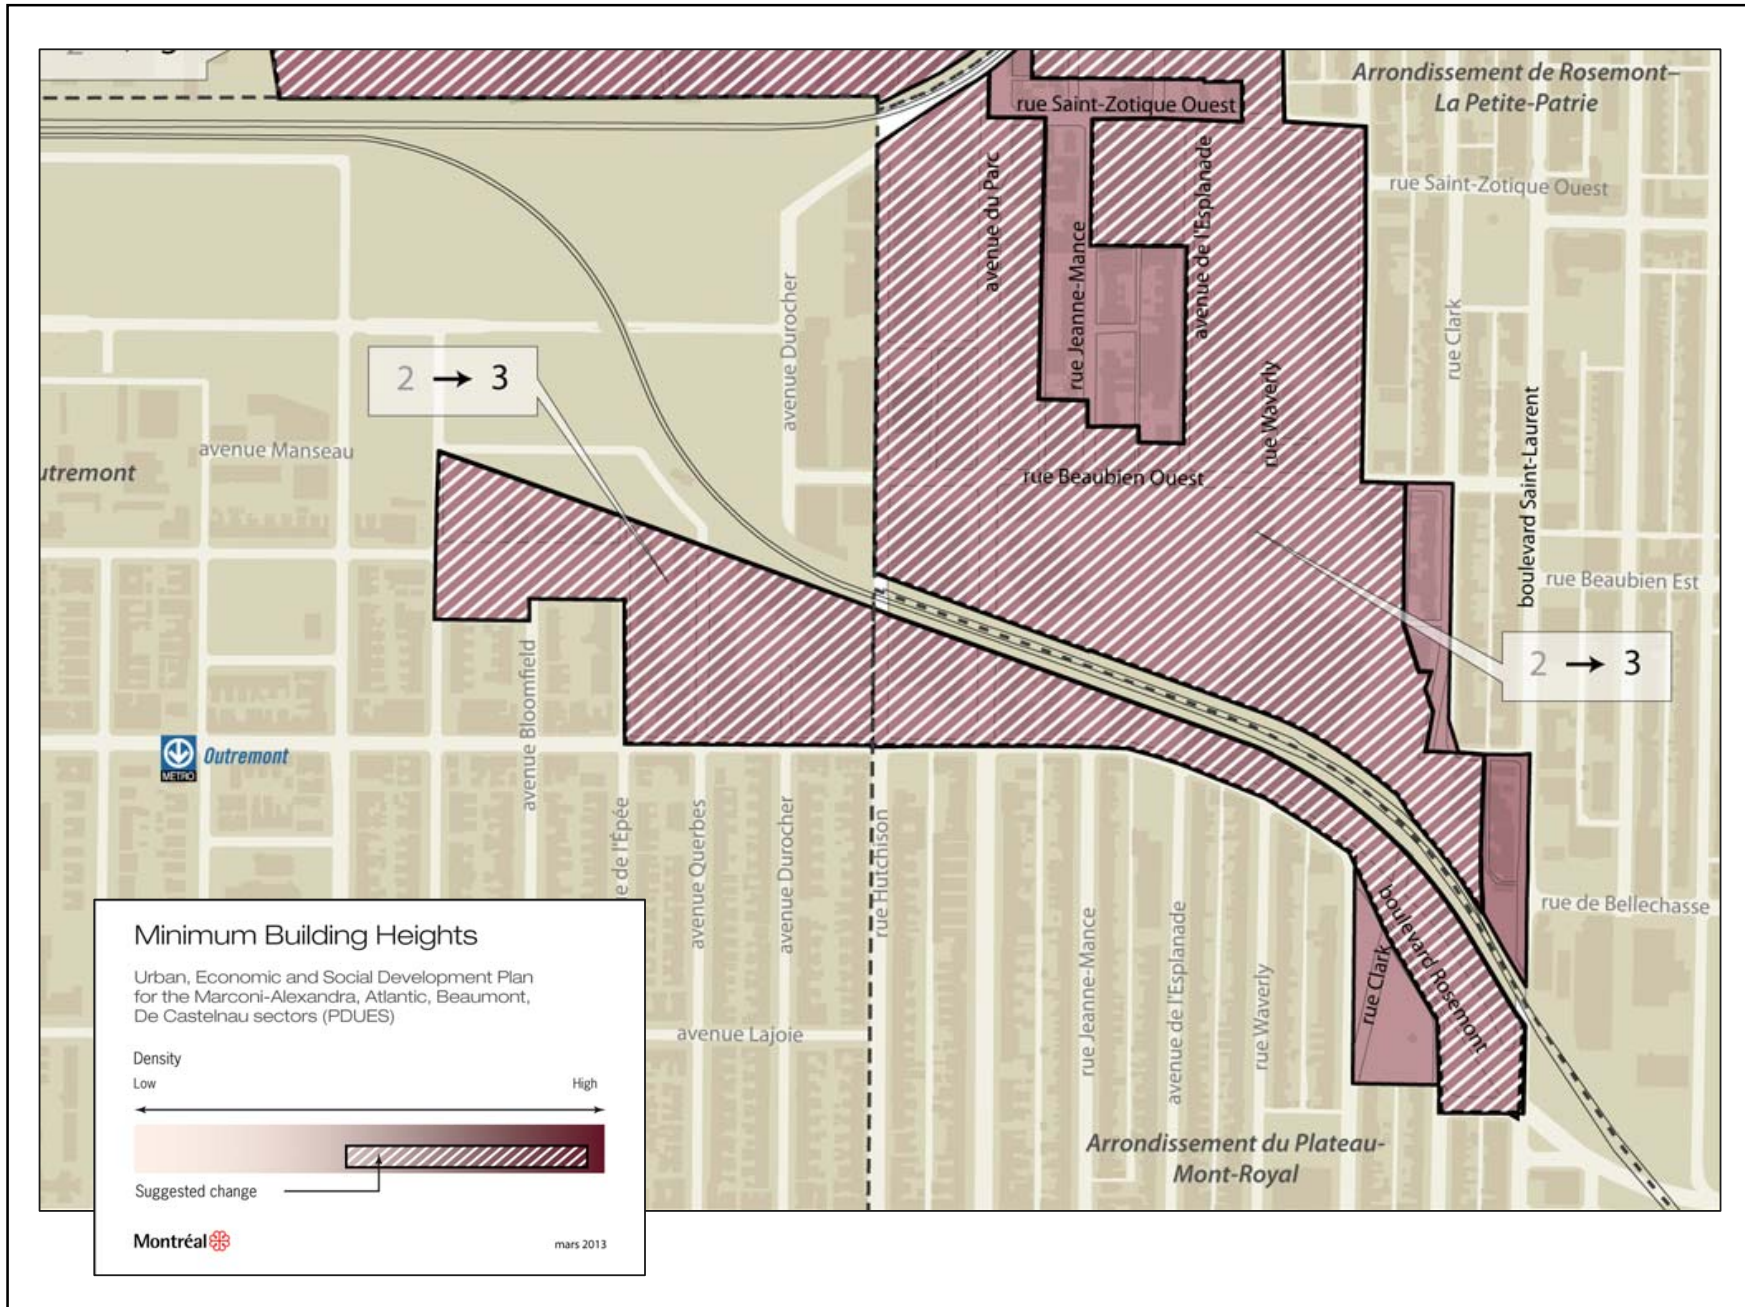 Arrondissement de Rosemont–
La Petite-Patrie
rue Saint-Zotique Ouest
rue Saint-Zotique Ouest
avenue du Parc
avenue de l'Esplanade
rue Jeanne-Mance
avenue Durocher
rue Clark
2 → 3
rue Waverly
boulevard Saint-Laurent
avenue Manseau
utremont
rue Beaubien Ouest
rue Beaubien Est
2 → 3
avenue Bloomfield
METRO
Outremont
e de l'Épée
avenue Querbes
avenue Durocher
rue Hutchison
rue Jeanne-Mance
avenue de l'Esplanade
rue Waverly
rue Clark
boulevard Rosemont
rue de Bellechasse
avenue Lajoie
Arrondissement du Plateau-
Mont-Royal
Minimum Building Heights
Urban, Economic and Social Development Plan
for the Marconi-Alexandra, Atlantic, Beaumont,
De Castelnau sectors (PDUES)
Density
Low High
Suggested change
Montréal
mars 2013